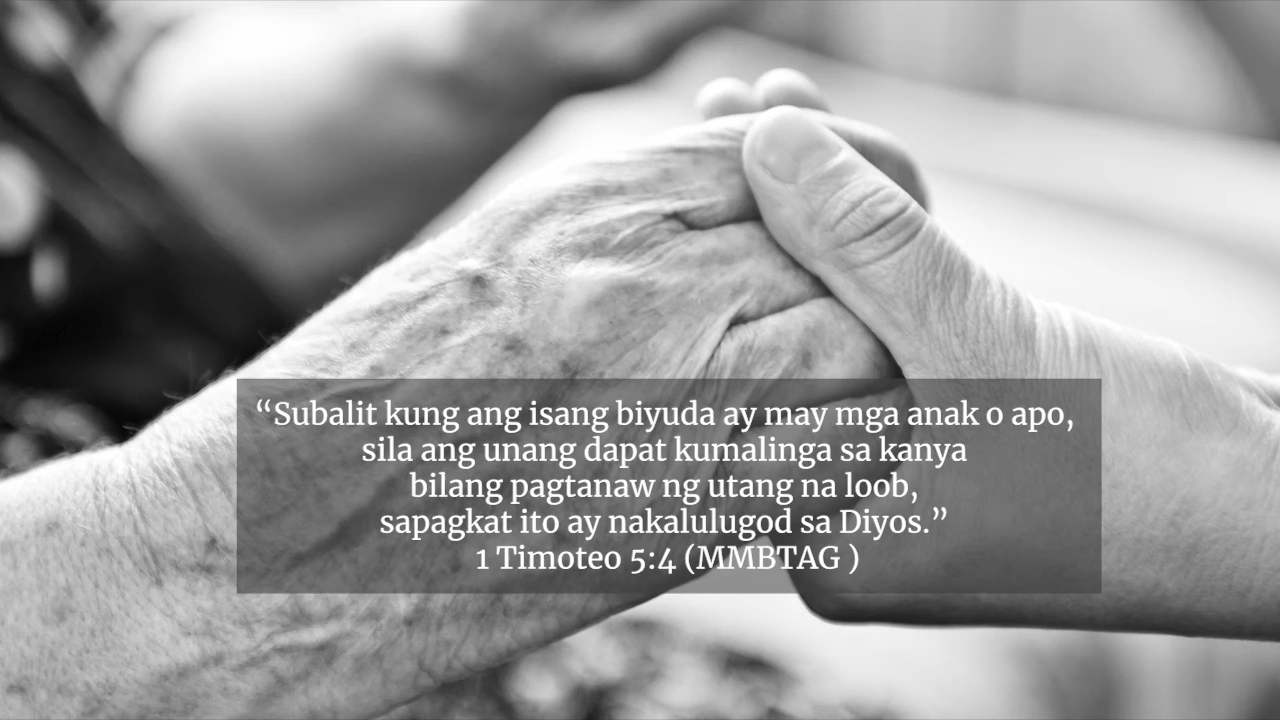 “Subalit kung ang isang biyuda ay may mga anak o apo,
sila ang unang dapat kumalinga sa kanya
bilang pagtanaw ng utang na loob,
sapagkat ito ay nakalulugod sa Diyos.”
1 Timoteo 5:4 (MMBTAG )